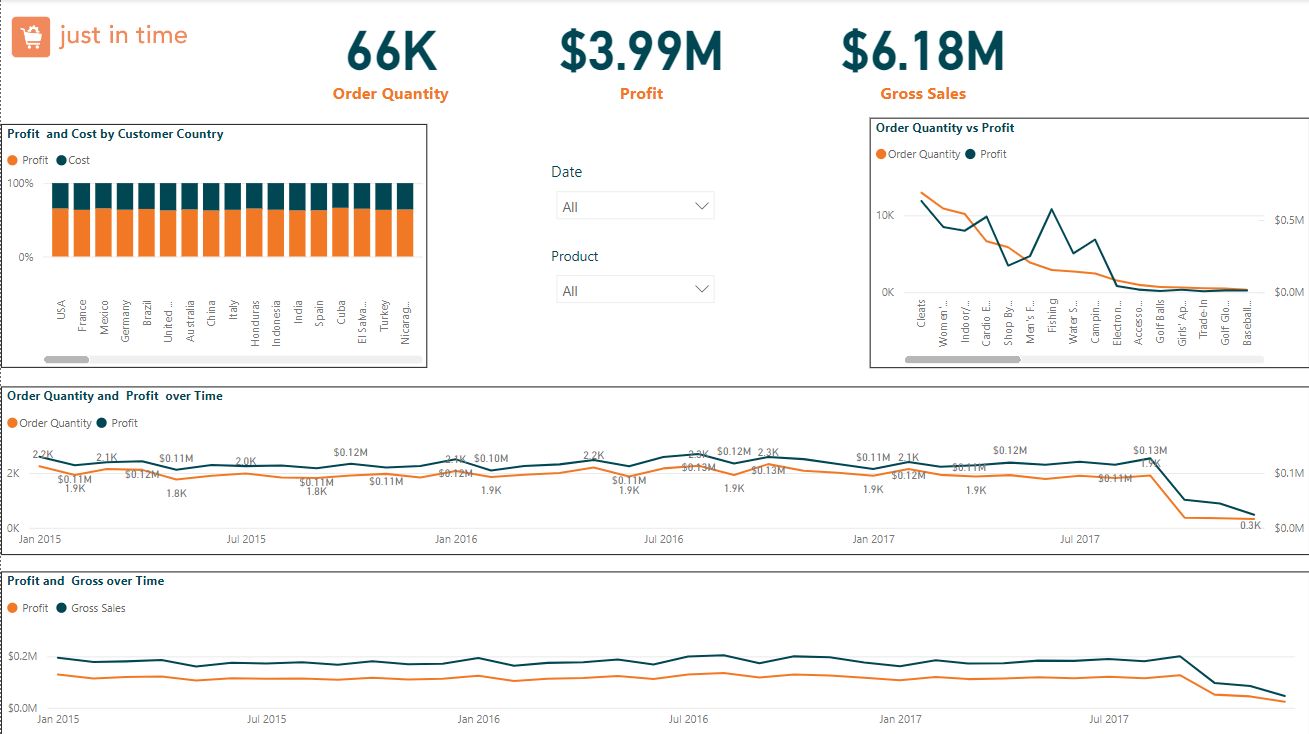 just in time
66K
Order Quantity
$3.99M
Profit
$6.18M
Gross Sales
Profit and Cost by Customer Country
Profit Cost
100%
0%
USA
France
Mexico
Germany
Brazil
United ...
Australia
China
Italy
Honduras
Indonesia
India
Spain
Cuba
El Salva...
Turkey
Nicarag...
Date
All
Product
All
Order Quantity vs Profit
Order Quantity Profit
10K
0K
$0.5M
$0.0M
Cleats
Women'...
Indoor/...
Cardio E...
Shop By...
Men's F...
Fishing
Water S...
Campin...
Electron...
Accesso...
Golf Balls
Girls' Ap...
Trade-In
Golf Glo...
Baseball...
Order Quantity and Profit over Time
Order Quantity Profit
2K
0K
$0.1M
$0.0M
2.2K
$0.11M
1.9K
2.1K
$0.12M
$0.11M
1.8K
2.0K
$0.11M
1.8K
$0.12M
$0.11M
2.1K
$0.12M
$0.10M
1.9K
2.2K
$0.11M
1.9K
2.3K
$0.13M
$0.12M
1.9K
2.3K
$0.13M
$0.11M
1.9K
2.1K
$0.12M
$0.11M
1.9K
$0.12M
$0.11M
$0.13M
1.9K
0.3K
Jan 2015 Jul 2015 Jan 2016 Jul 2016 Jan 2017 Jul 2017
Profit and Gross over Time
Profit Gross Sales
$0.2M
$0.0M
Jan 2015 Jul 2015 Jan 2016 Jul 2016 Jan 2017 Jul 2017